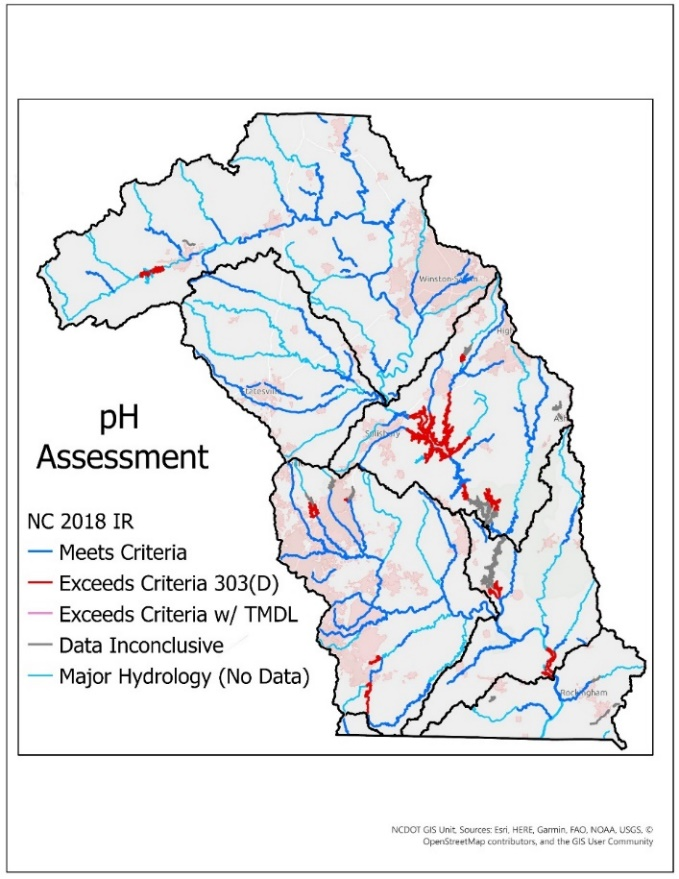 Winston-Salem
High
Statesville
Salisbury
pH
Assessment
NC 2018 IR
Meets Criteria
Exceeds Criteria 303(D)
Exceeds Criteria w/ TMDL
Data Inconclusive
Major Hydrology (No Data)
Rockingham
NCDOT GIS Unit, Sources: Esri, HERE, Garmin, FAO, NOAA, USGS, ©
OpenStreetMap contributors, and the GIS User Community